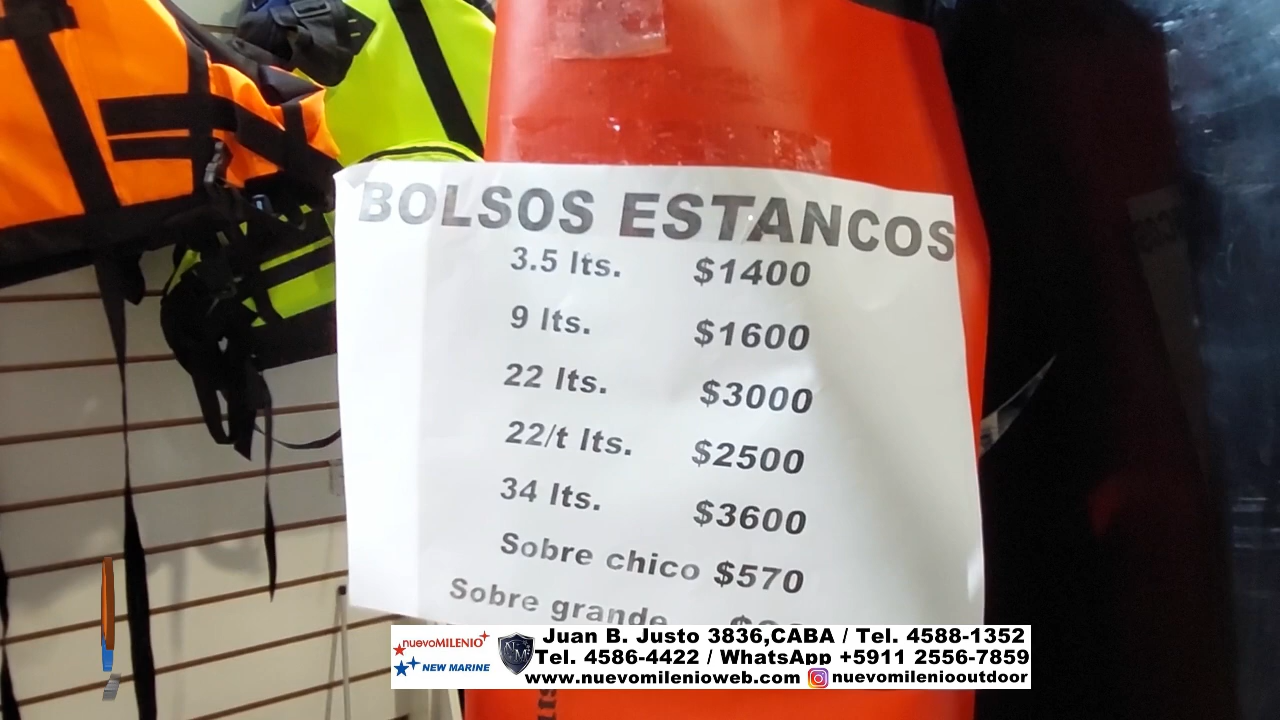 BOLSOS ESTANCOS
3.5 lts. $1400
9 lts. $1600
22 lts. $3000
22/t lts. $2500
34 lts. $3600
Sobre chico $570
Sobre grande
nuevoMILENIO
NEW MARINE
NM
Juan B. Justo 3836,CABA / Tel. 4588-1352
Tel. 4586-4422 / WhatsApp +5911 2556-7859
www.nuevomilenioweb.com nuevomileniooutdoor